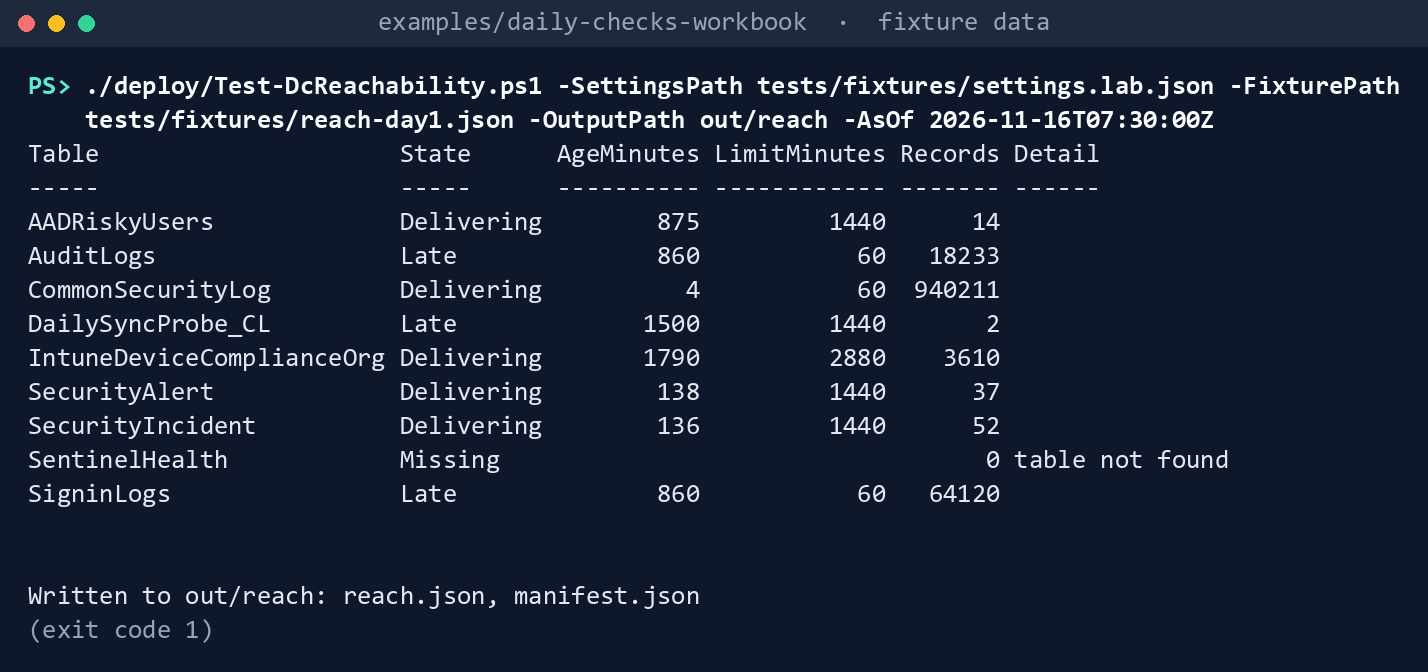 examples/daily-checks-workbook · fixture data
PS> ./deploy/Test-DcReachability.ps1 -SettingsPath tests/fixtures/settings.lab.json -FixturePath
tests/fixtures/reach-day1.json -OutputPath out/reach -AsOf 2026-11-16T07:30:00Z
Table                     State      AgeMinutes LimitMinutes Records Detail
-----                     -----      ---------- ------------ ------- ------
AADRiskyUsers             Delivering        875         1440      14
AuditLogs                 Late              860           60   18233
CommonSecurityLog         Delivering          4           60  940211
DailySyncProbe_CL         Late             1500         1440       2
IntuneDeviceComplianceOrg Delivering       1790         2880    3610
SecurityAlert             Delivering        138         1440      37
SecurityIncident          Delivering        136         1440      52
SentinelHealth            Missing                                  0 table not found
SigninLogs                Late              860           60   64120
Written to out/reach: reach.json, manifest.json
(exit code 1)